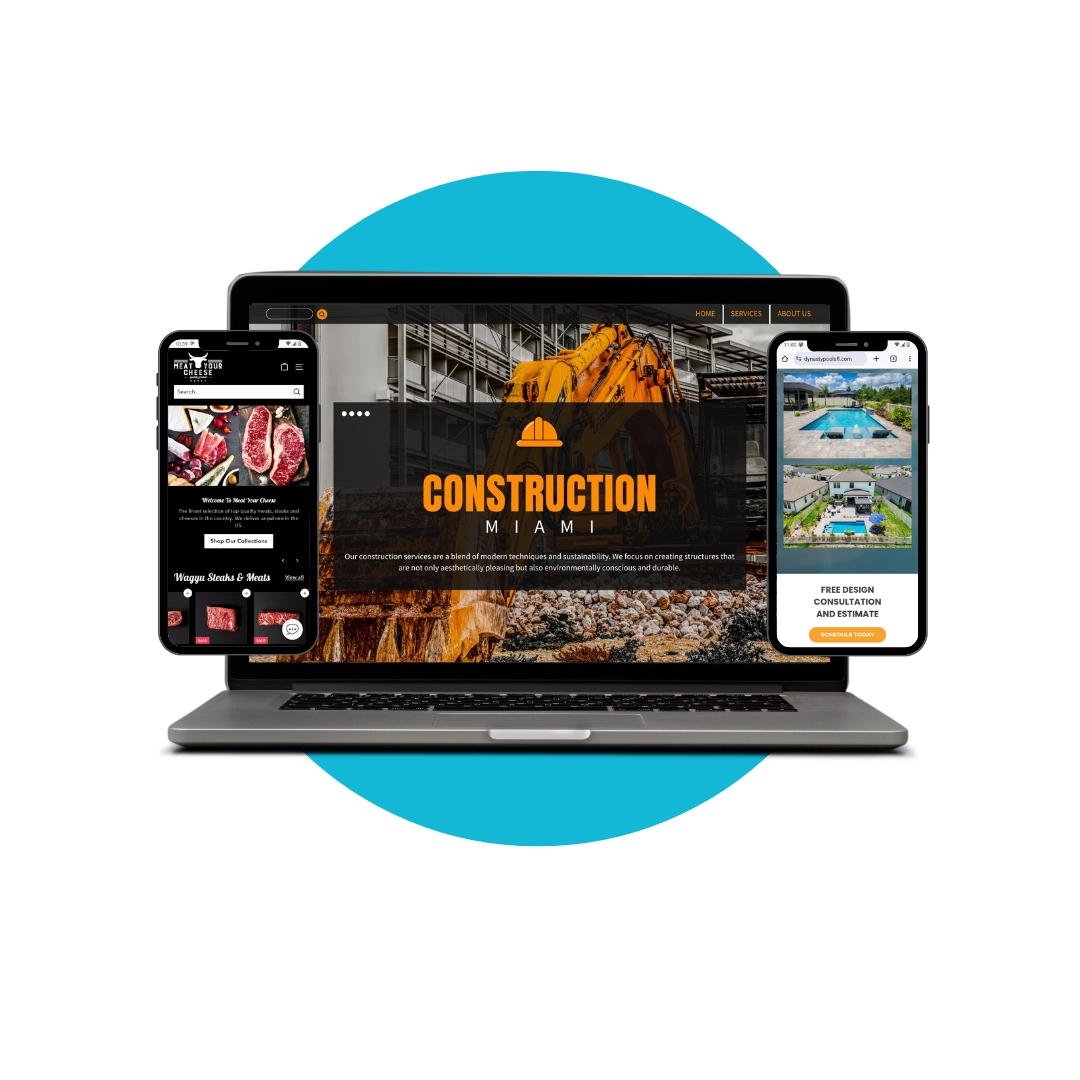 HOME
SERVICES
ABOUT US
CONSTRUCTION
MIAMI
Our construction services are a blend of modern techniques and sustainability. We focus on creating structures that
are not only aesthetically pleasing but also environmentally conscious and durable.
10:59
MEAT YOUR
CHEESE
Search...
Welcome To Meat Your Cheese
The finest selection of top-quality meats, steaks and
cheeses in the country. We deliver anywhere in the
US.
Shop Our Collections
Wagyu Steaks & Meats
View all
SALE
SALE
11:60
dynastypoolsfl.com
FREE DESIGN
CONSULTATION
AND ESTIMATE
SCHEDULE TODAY